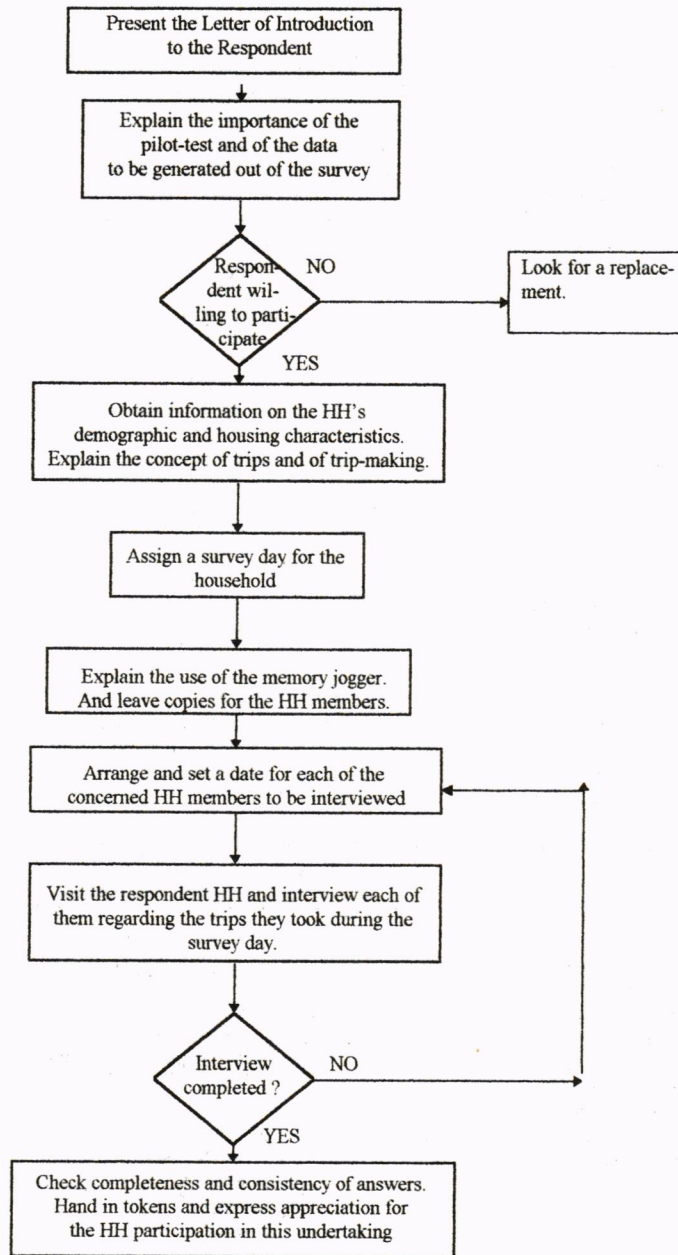 Present the Letter of Introduction
to the Respondent
Explain the importance of the
pilot-test and of the data
to be generated out of the survey
Respon-
dent wil-
ling to parti-
cipate
NO
Look for a replace-
ment.
YES
Obtain information on the HH's
demographic and housing characteristics.
Explain the concept of trips and of trip-making.
Assign a survey day for the
household
Explain the use of the memory jogger.
And leave copies for the HH members.
Arrange and set a date for each of the
concerned HH members to be interviewed
Visit the respondent HH and interview each of
them regarding the trips they took during the
survey day.
Interview
completed ?
NO
YES
Check completeness and consistency of answers.
Hand in tokens and express appreciation for
the HH participation in this undertaking